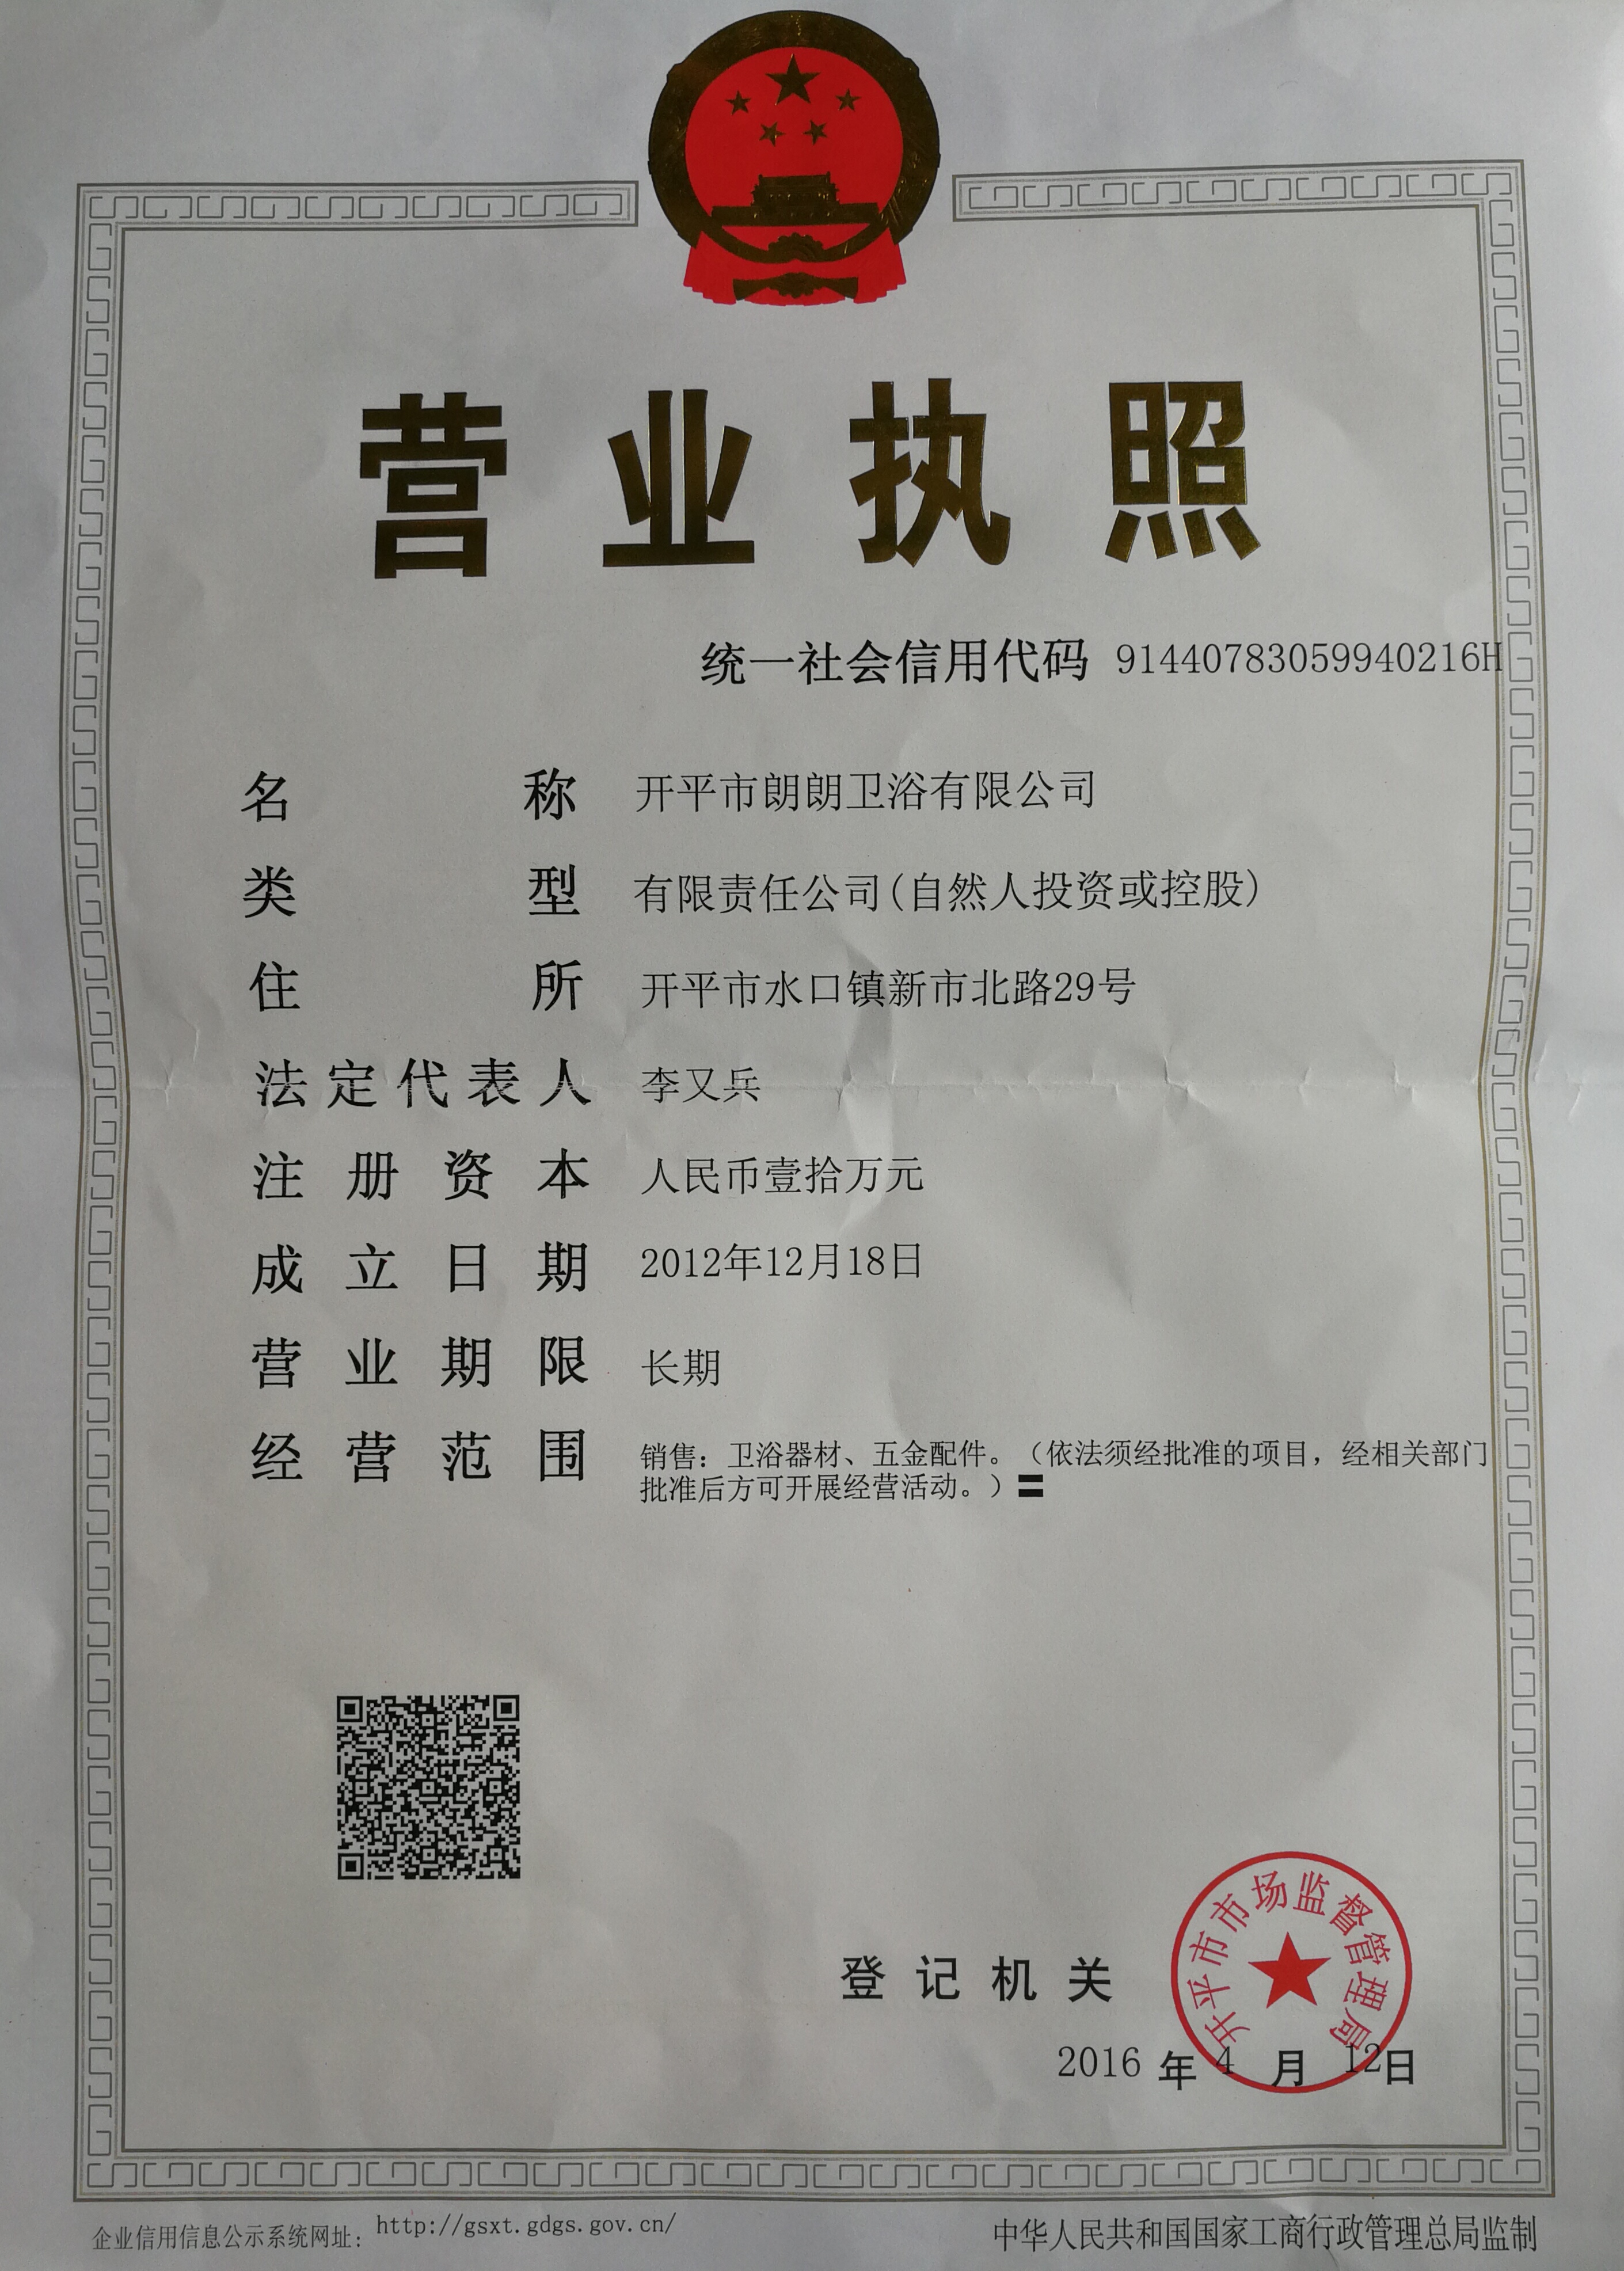 营业执照
统一社会信用代码 91440783059940216H
名称 开平市朗朗卫浴有限公司
类型 有限责任公司(自然人投资或控股)
住所 开平市水口镇新市北路29号
法定代表人 李又兵
注册资本 人民币壹拾万元
成立日期 2012年12月18日
营业期限 长期
经营范围 销售：卫浴器材、五金配件。（依法须经批准的项目，经相关部门
批准后方可开展经营活动。）〓
登记机关
开平市市场监督管理局
2016 年 4 月 12日
企业信用信息公示系统网址：http://gsxt.gdgs.gov.cn/
中华人民共和国国家工商行政管理总局监制